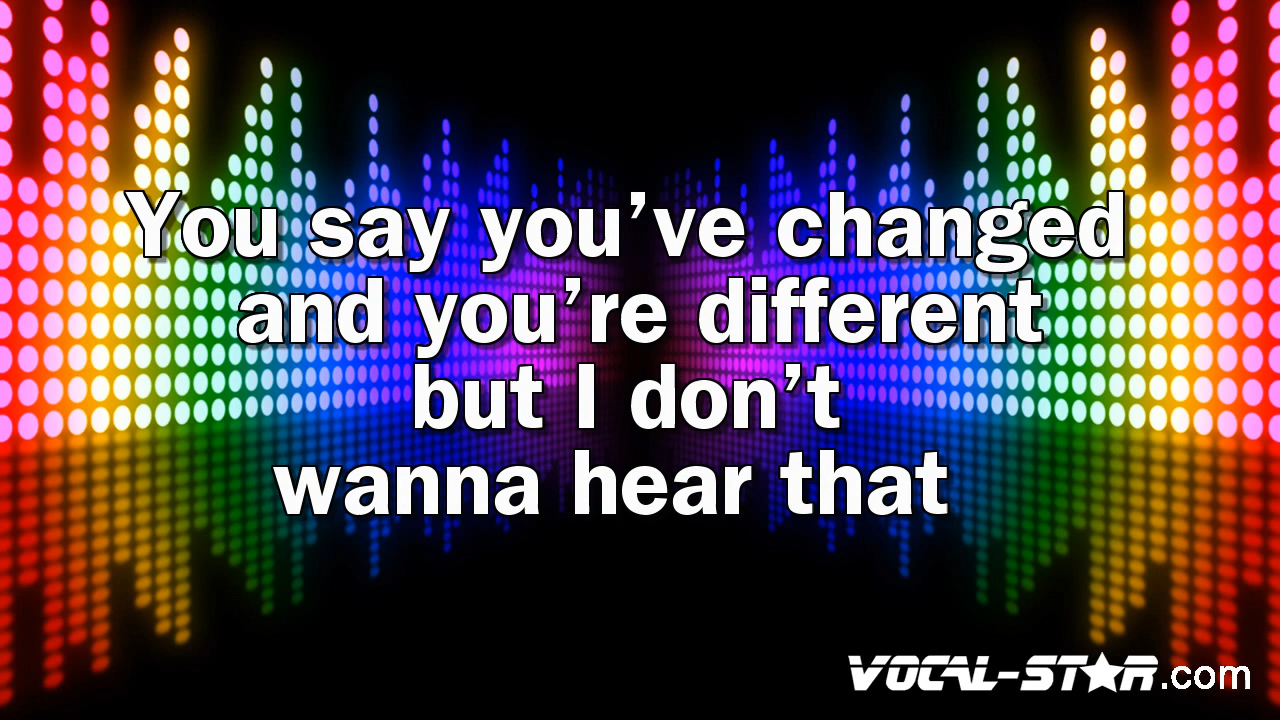 You say you’ve changed
and you’re different
but I don’t
wanna hear that
VOCAL-STAR.com